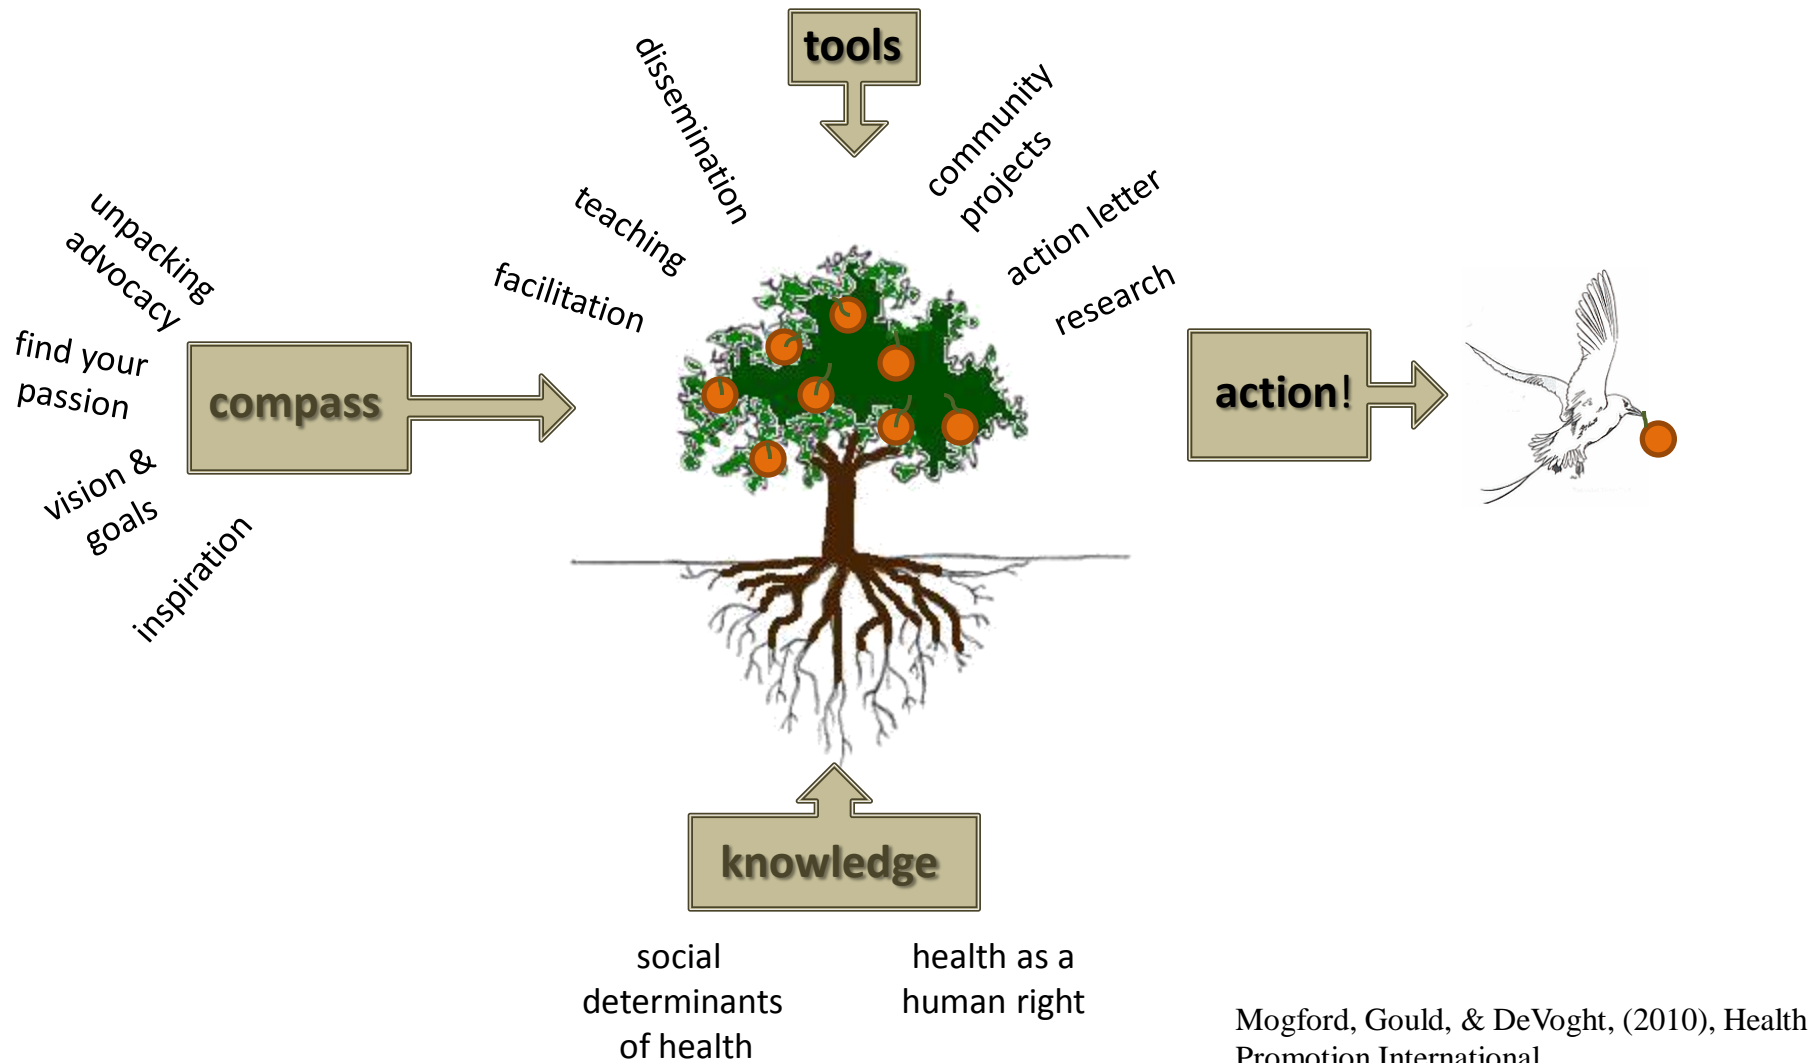 tools
dissemination
teaching
facilitation
community
projects
action letter
research
unpacking
advocacy
find your
passion
vision &
goals
inspiration
compass
action!
knowledge
social
determinants
of health
health as a
human right
Mogford, Gould, & DeVoght, (2010), Health
Promotion International